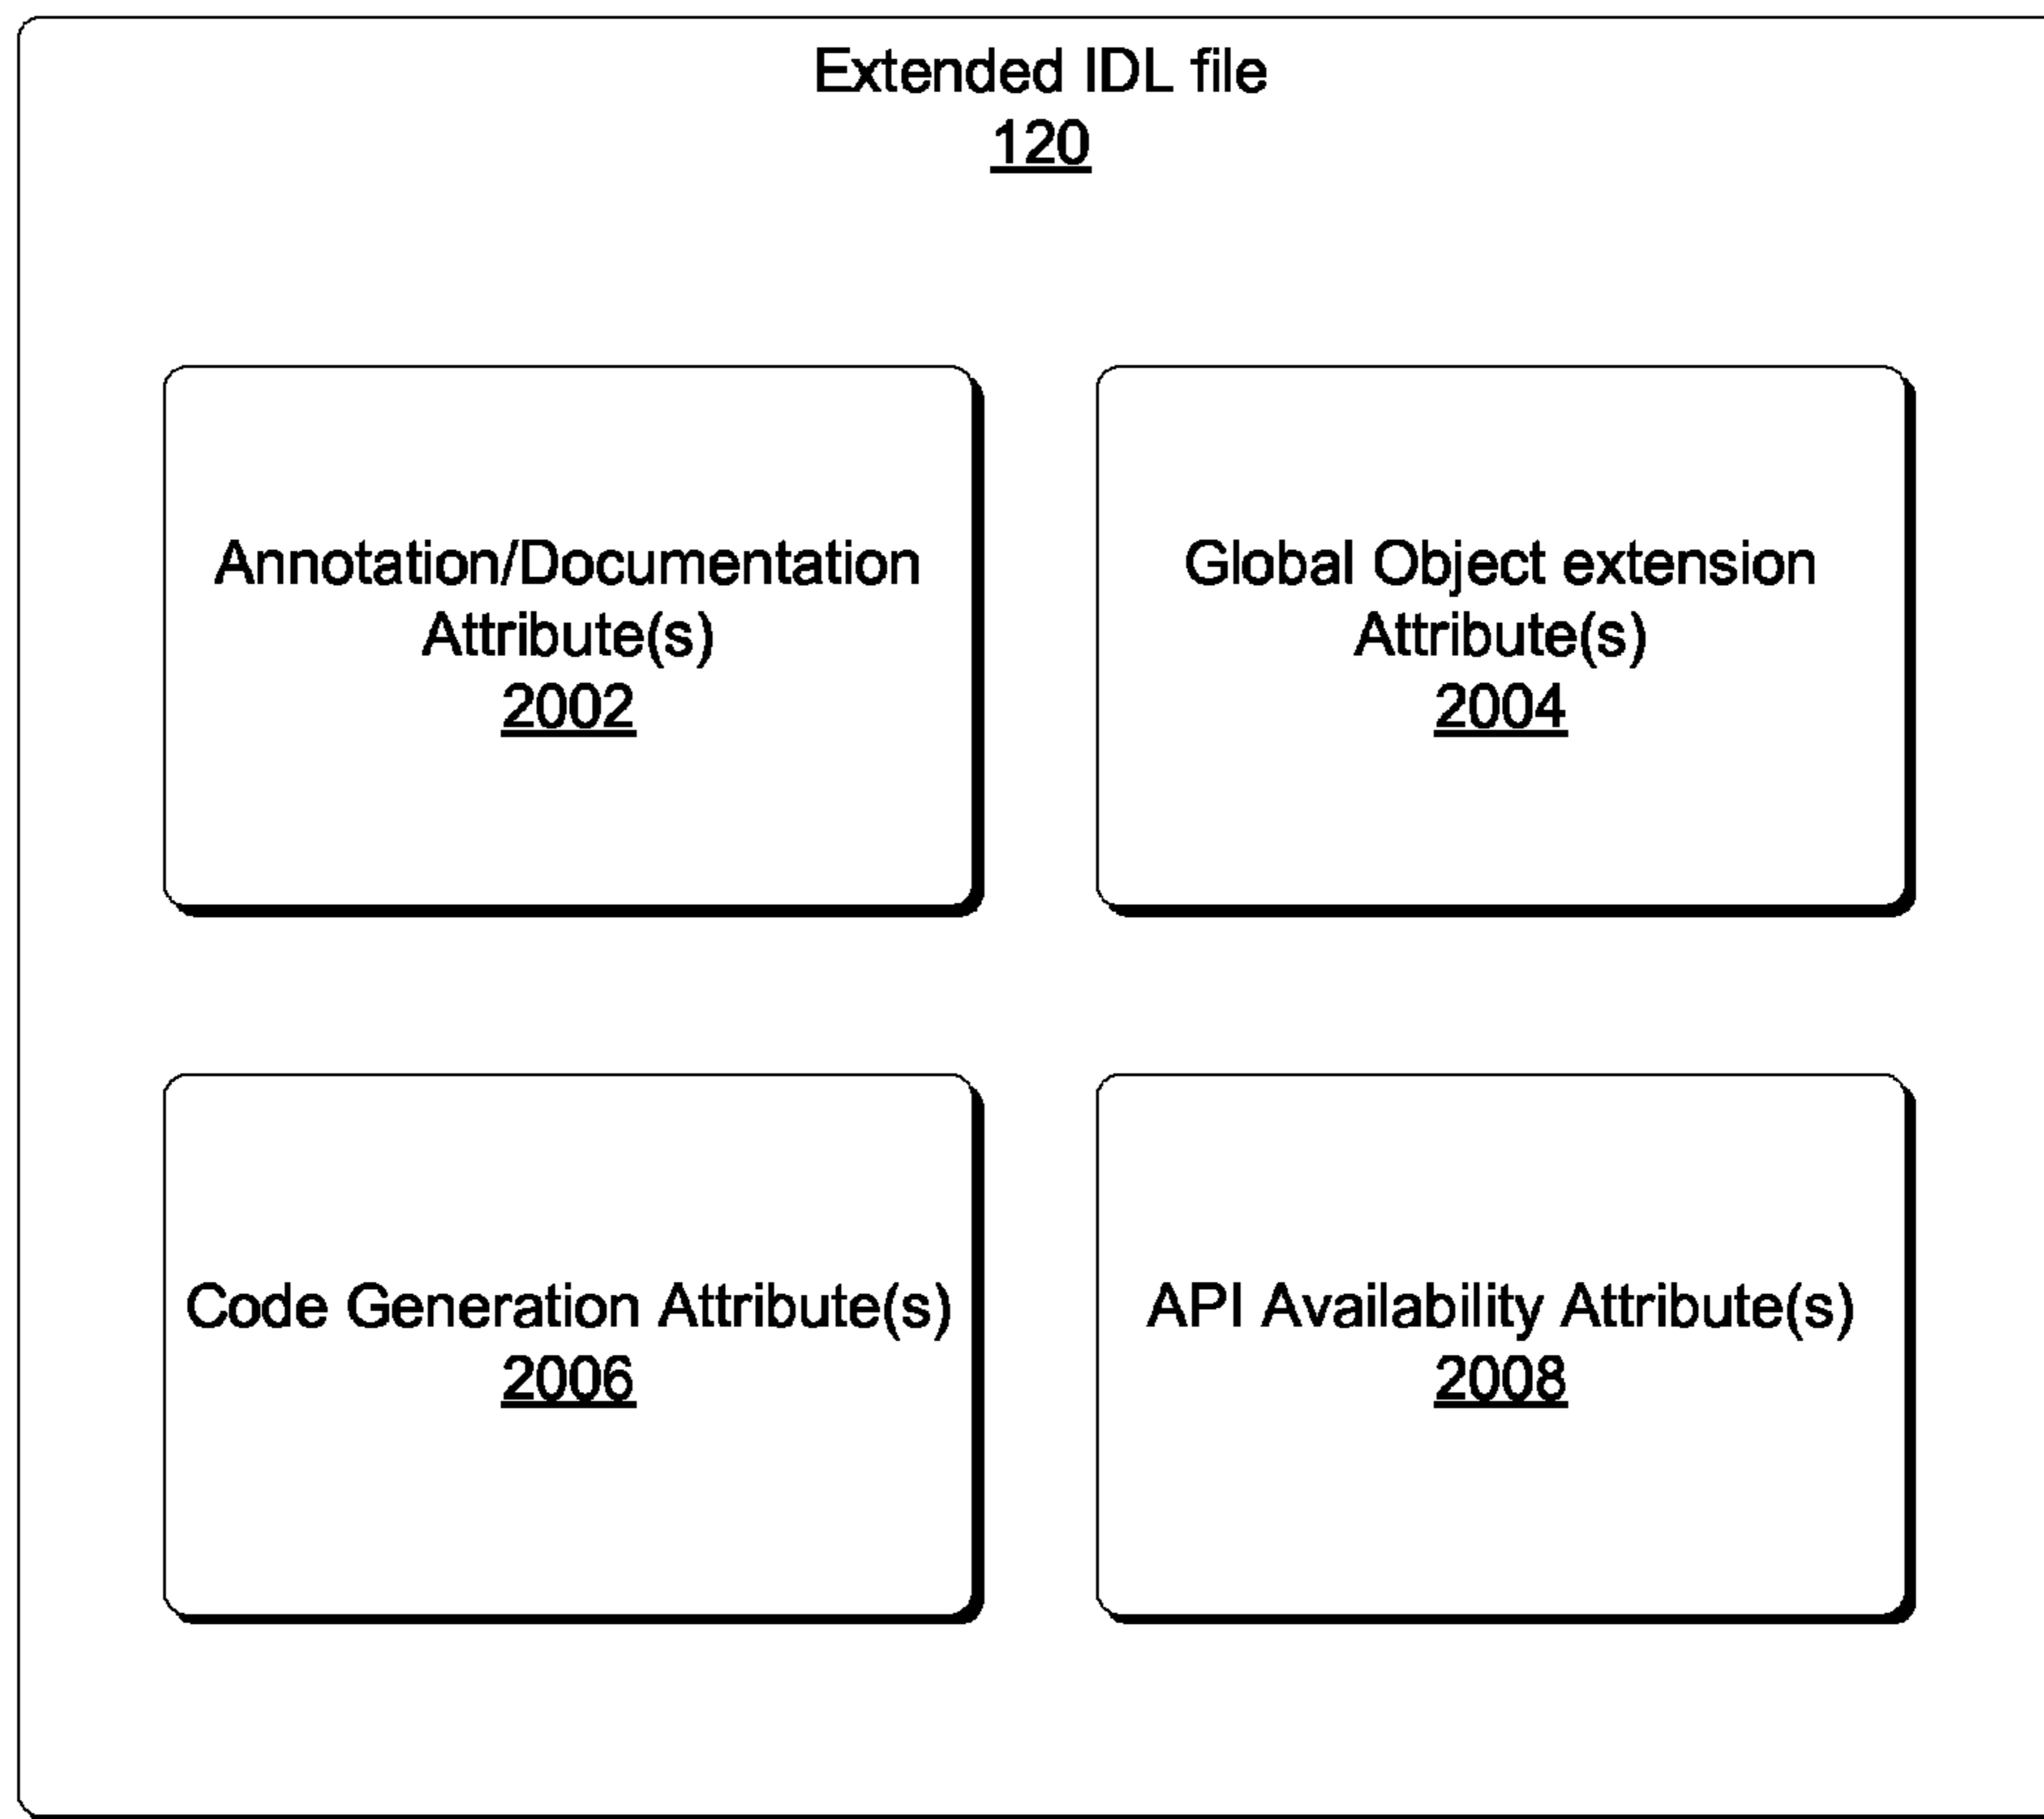 Extended IDL file
120
Annotation/Documentation
Attribute(s)
2002
Global Object extension
Attribute(s)
2004
Code Generation Attribute(s)
2006
API Availability Attribute(s)
2008